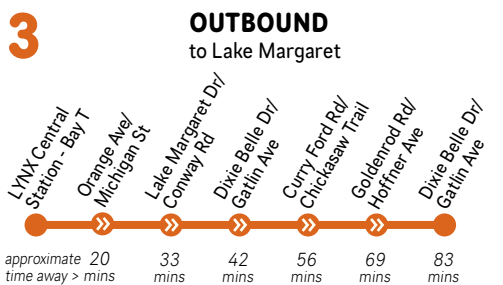 3
OUTBOUND
to Lake Margaret
LYNX Central
Station - Bay T
Orange Ave/
Michigan St
Lake Margaret Dr/
Conway Rd
Dixie Belle Dr/
Gatlin Ave
Curry Ford Rd/
Chickasaw Trail
Goldenrod Rd/
Hoffner Ave
Dixie Belle Dr/
Gatlin Ave
approximate 20 33 42 56 69 83
time away > mins mins mins mins mins mins